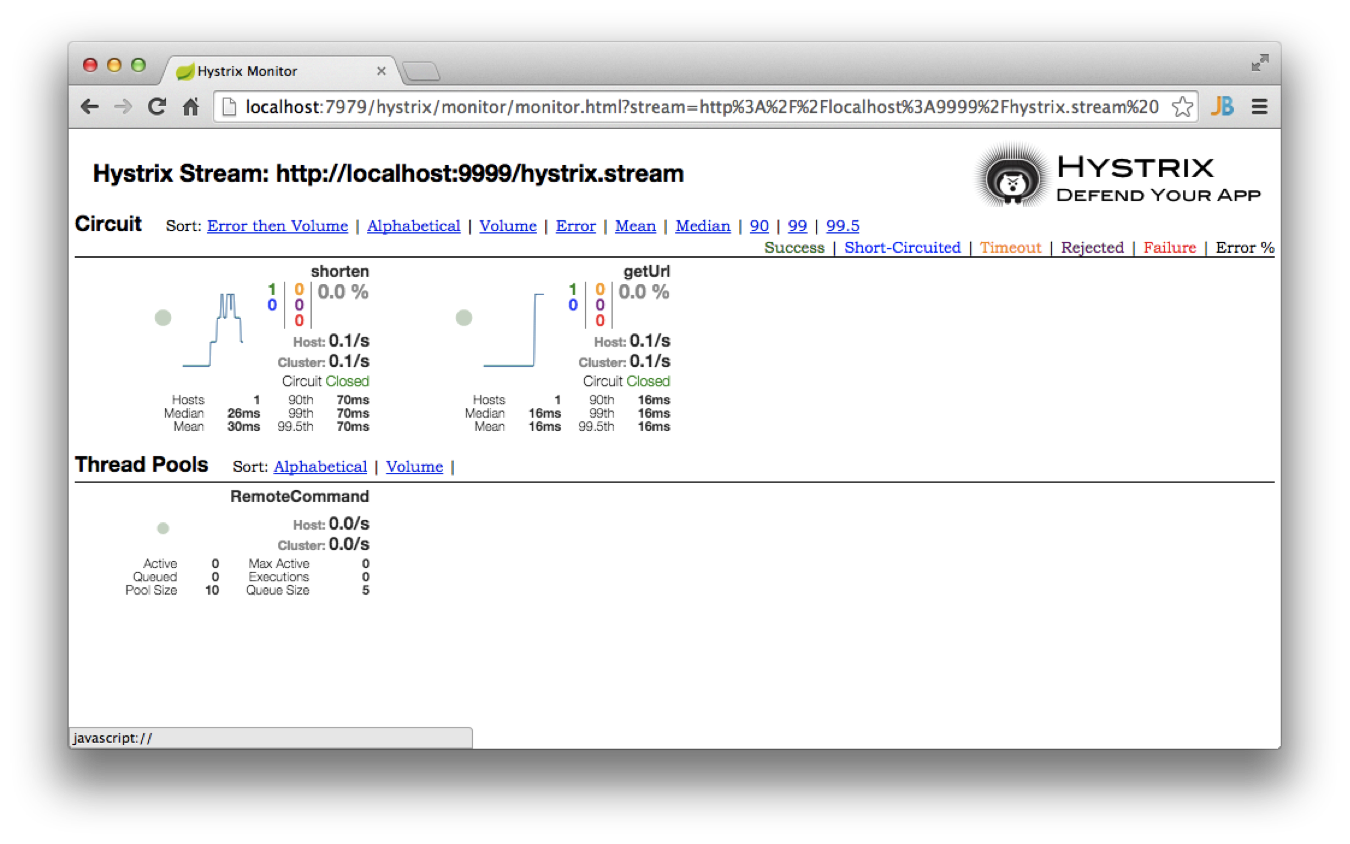 Hystrix Monitor
localhost:7979/hystrix/monitor/monitor.html?stream=http%3A%2F%2Flocalhost%3A9999%2Fhystrix.stream%20
JB
Hystrix Stream: http://localhost:9999/hystrix.stream
HYSTRIX
DEFEND YOUR APP
Circuit Sort: Error then Volume | Alphabetical | Volume | Error | Mean | Median | 90 | 99 | 99.5
Success | Short-Circuited | Timeout | Rejected | Failure | Error %
shorten getUrl
1 0 0.0 % 1 0 0.0 %
0 0 0 0
0 0
Host: 0.1/s Host: 0.1/s
Cluster: 0.1/s Cluster: 0.1/s
Circuit Closed Circuit Closed
Hosts 1 90th 70ms Hosts 1 90th 16ms
Median 26ms 99th 70ms Median 16ms 99th 16ms
Mean 30ms 99.5th 70ms Mean 16ms 99.5th 16ms
Thread Pools Sort: Alphabetical | Volume |
RemoteCommand
Host: 0.0/s
Cluster: 0.0/s
Active 0 Max Active 0
Queued 0 Executions 0
Pool Size 10 Queue Size 5
javascript://